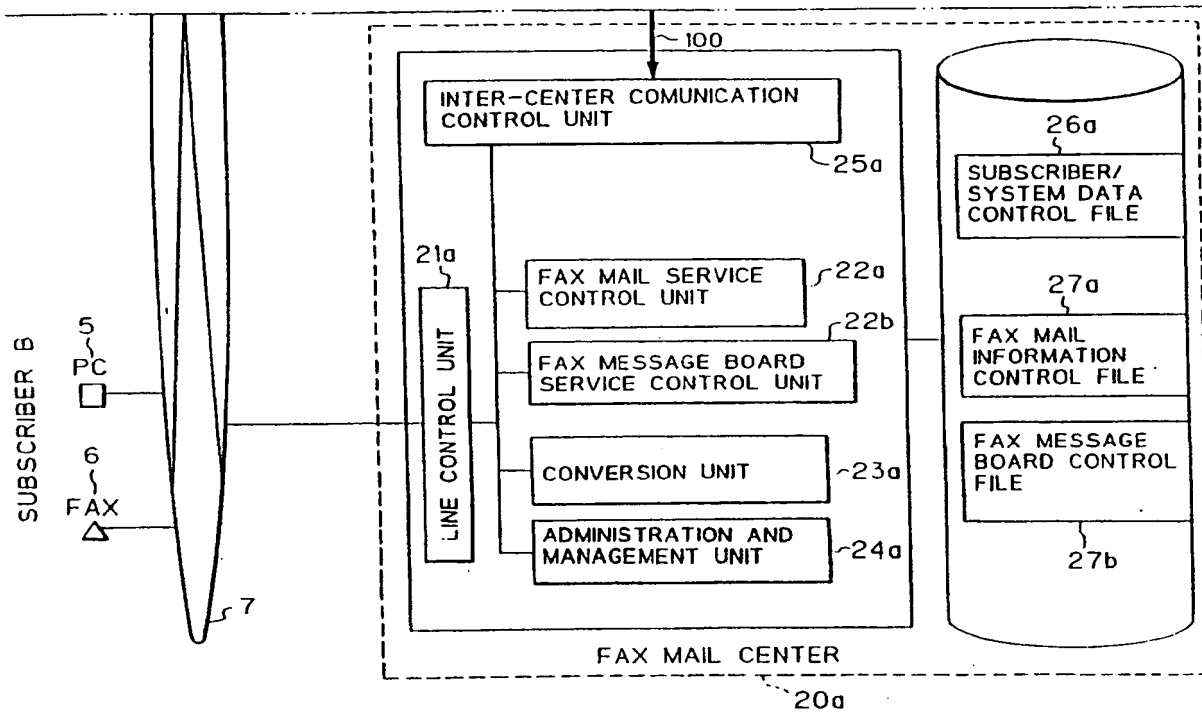 100
INTER-CENTER COMUNICATION
CONTROL UNIT
25a
26a
SUBSCRIBER/
SYSTEM DATA
CONTROL FILE
21a
LINE CONTROL UNIT
FAX MAIL SERVICE
CONTROL UNIT
22a
27a
FAX MAIL
INFORMATION
CONTROL FILE
22b
FAX MESSAGE BOARD
SERVICE CONTROL UNIT
SUBSCRIBER B
5
PC
6
FAX
FAX MESSAGE
BOARD CONTROL
FILE
CONVERSION UNIT
23a
ADMINISTRATION AND
MANAGEMENT UNIT
24a
27b
7
FAX MAIL CENTER
20a